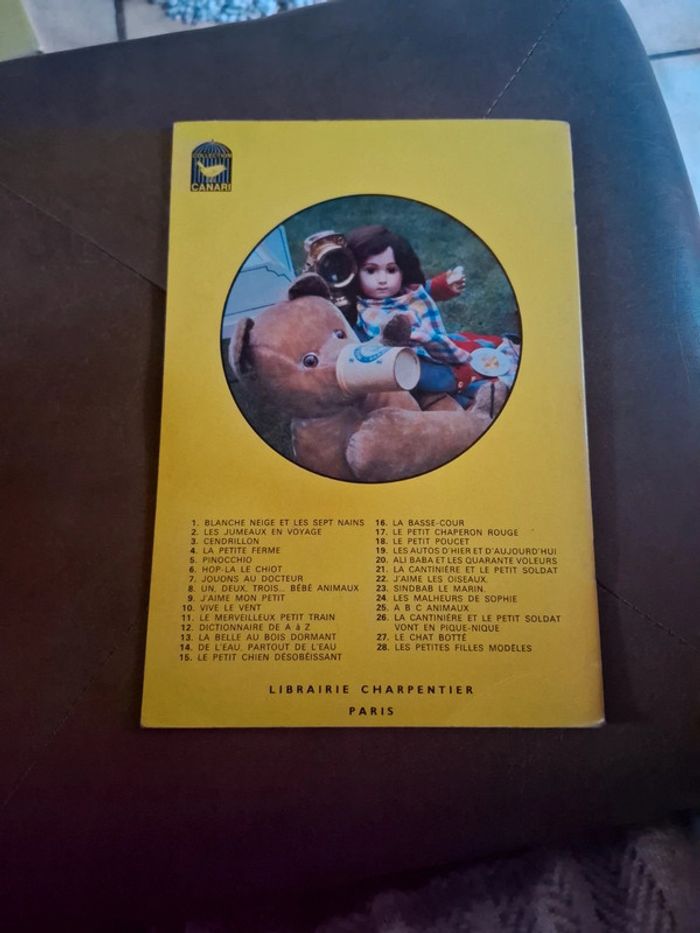 COLLECTION
CANARI
1. BLANCHE NEIGE ET LES SEPT NAINS
2. LES JUMEAUX EN VOYAGE
3. CENDRILLON
4. LA PETITE FERME
5. PINOCCHIO
6. HOP-LA LE CHIOT
7. JOUONS AU DOCTEUR
8. UN, DEUX, TROIS... BÉBÉ ANIMAUX
9. J'AIME MON PETIT
10. VIVE LE VENT
11. LE MERVEILLEUX PETIT TRAIN
12. DICTIONNAIRE DE A à Z
13. LA BELLE AU BOIS DORMANT
14. DE L'EAU, PARTOUT DE L'EAU
15. LE PETIT CHIEN DÉSOBÉISSANT
16. LA BASSE-COUR
17. LE PETIT CHAPERON ROUGE
18. LE PETIT POUCET
19. LES AUTOS D'HIER ET D'AUJOURD'HUI
20. ALI BABA ET LES QUARANTE VOLEURS
21. LA CANTINIÈRE ET LE PETIT SOLDAT
22. J'AIME LES OISEAUX.
23. SINDBAB LE MARIN.
24. LES MALHEURS DE SOPHIE
25. A B C ANIMAUX
26. LA CANTINIÈRE ET LE PETIT SOLDAT
VONT EN PIQUE-NIQUE
27. LE CHAT BOTTÉ
28. LES PETITES FILLES MODÈLES
LIBRAIRIE CHARPENTIER
PARIS